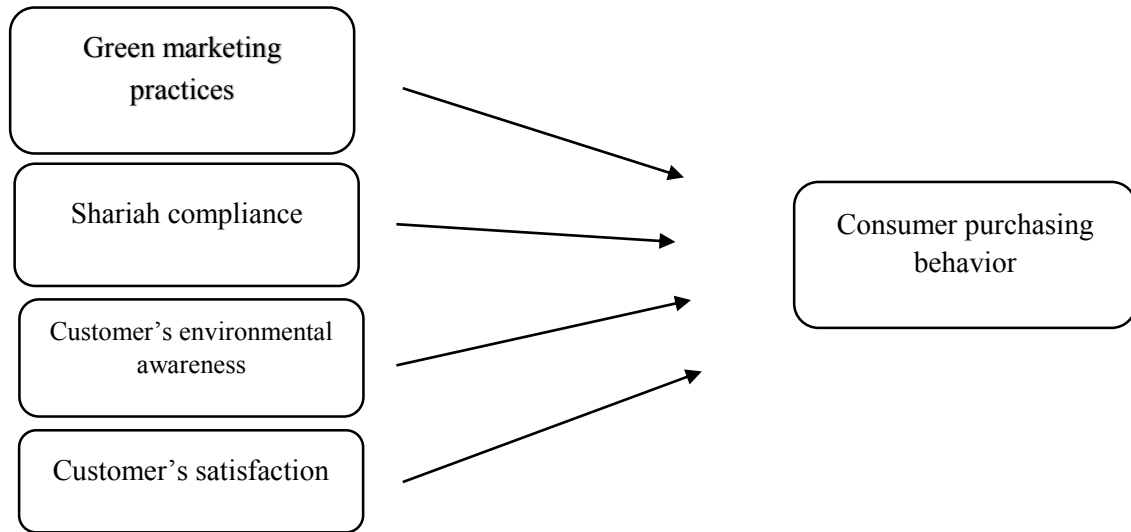 Green marketing
practices
Shariah compliance
Customer’s environmental
awareness
Customer’s satisfaction
Consumer purchasing
behavior